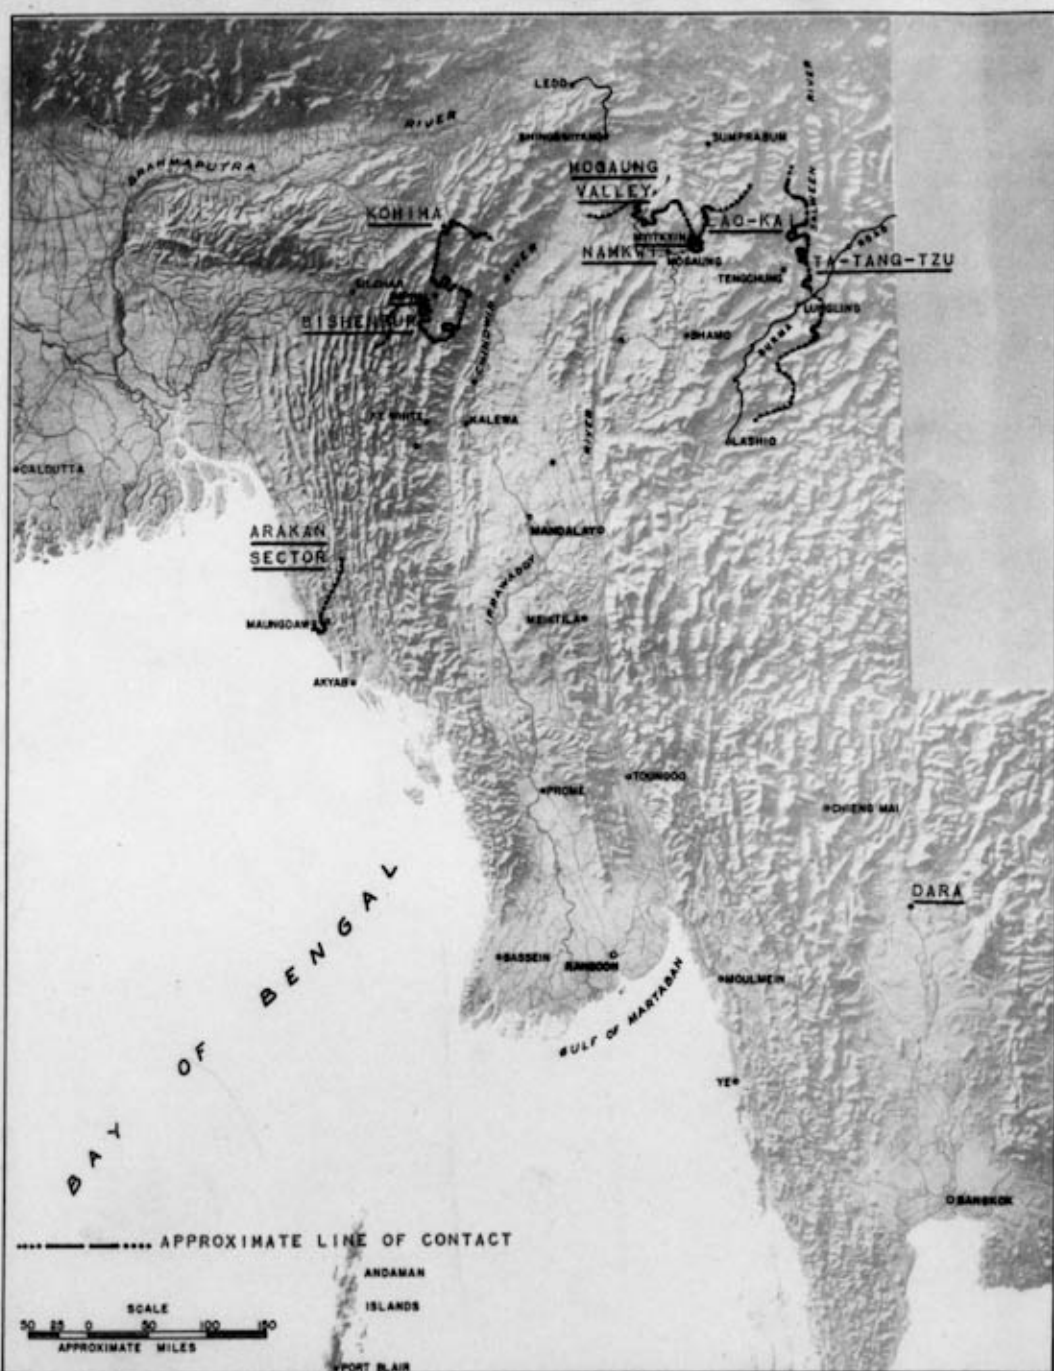 LEDO
RIVER
SHINGBWIYANG
SUMPRABUM
RIVER
BRAHMAPUTRA
MOGAUNG
VALLEY
SALWEEN
KOHIMA
LAO-KAI
ROAD
MYITKYINA
NAMKWI
MOGAUNG
TA-TANG-TZU
RIVER
TENGCHUNG
SILCHAR
BISHENPUR
LUNGLING
CHINDWIN
BHAMO
BURMA
KALEWA
RIVER
LASHIO
CALCUTTA
MANDALAY
ARAKAN
SECTOR
IRRAWADDY
MEIKTILA
MAUNGDAW
AKYAB
TOUNGOO
PROME
CHIENG MAI
DARA
BASSEIN
RANGOON
MOULMEIN
GULF OF MARTABAN
BAY OF BENGAL
YE
BANGKOK
APPROXIMATE LINE OF CONTACT
ANDAMAN
ISLANDS
SCALE
50 25 0 50 100 150
APPROXIMATE MILES
PORT BLAIR